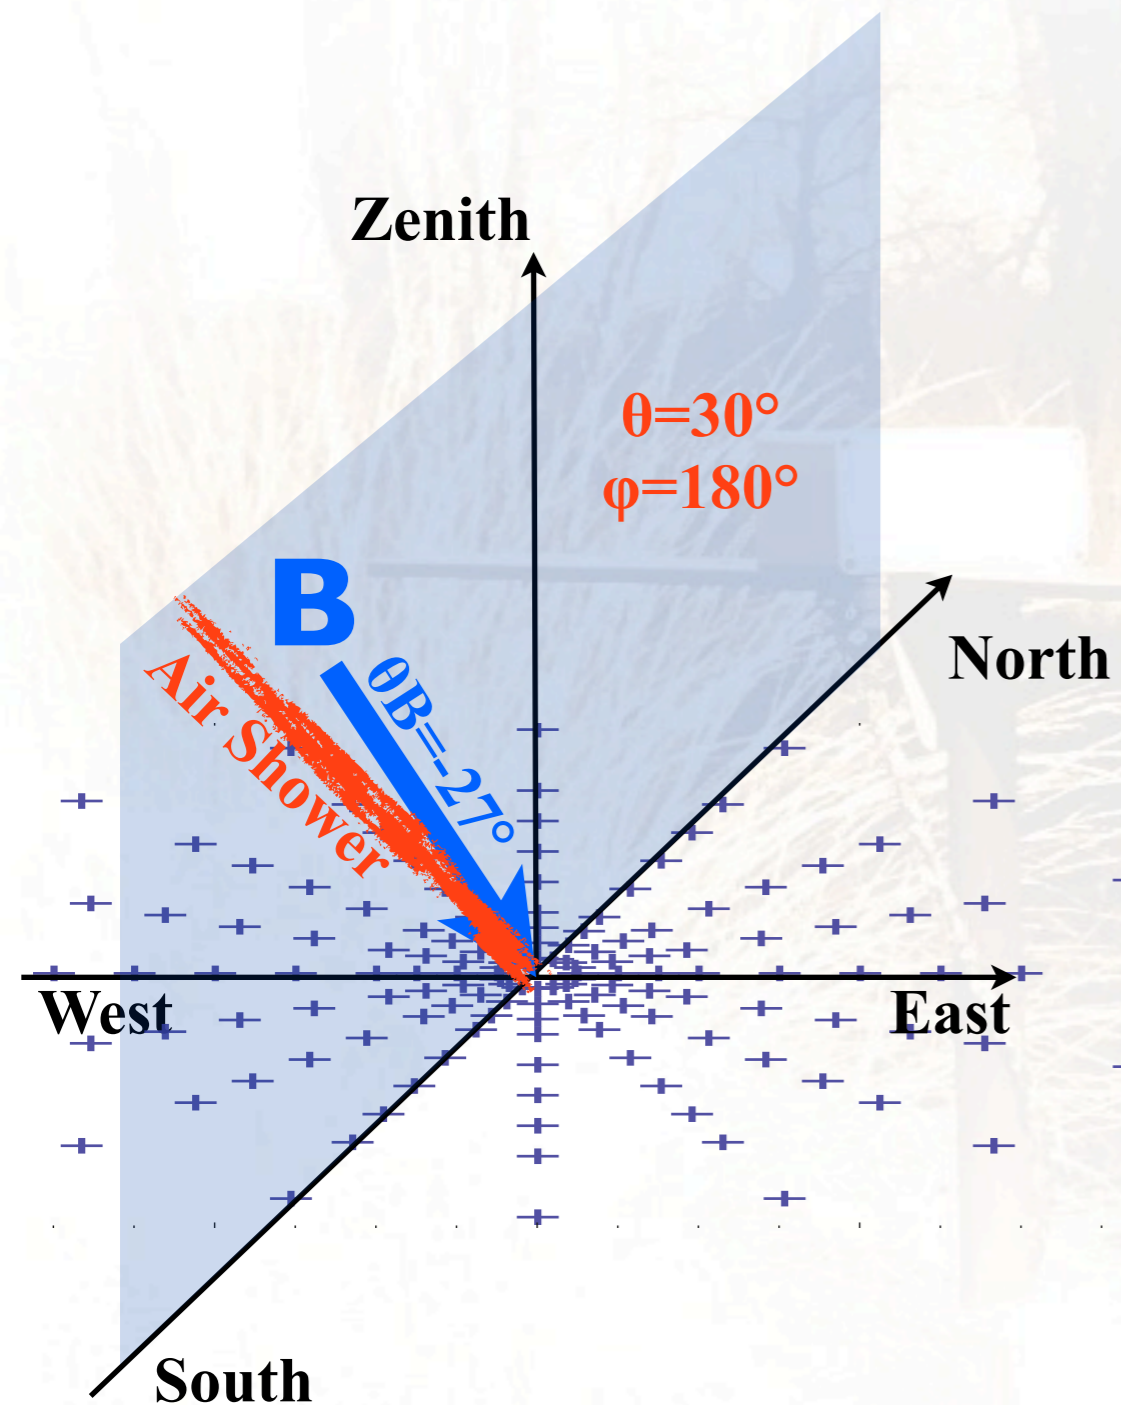 Zenith
θ=30°
φ=180°
B
θB=-27°
Air Shower
North
West
East
South